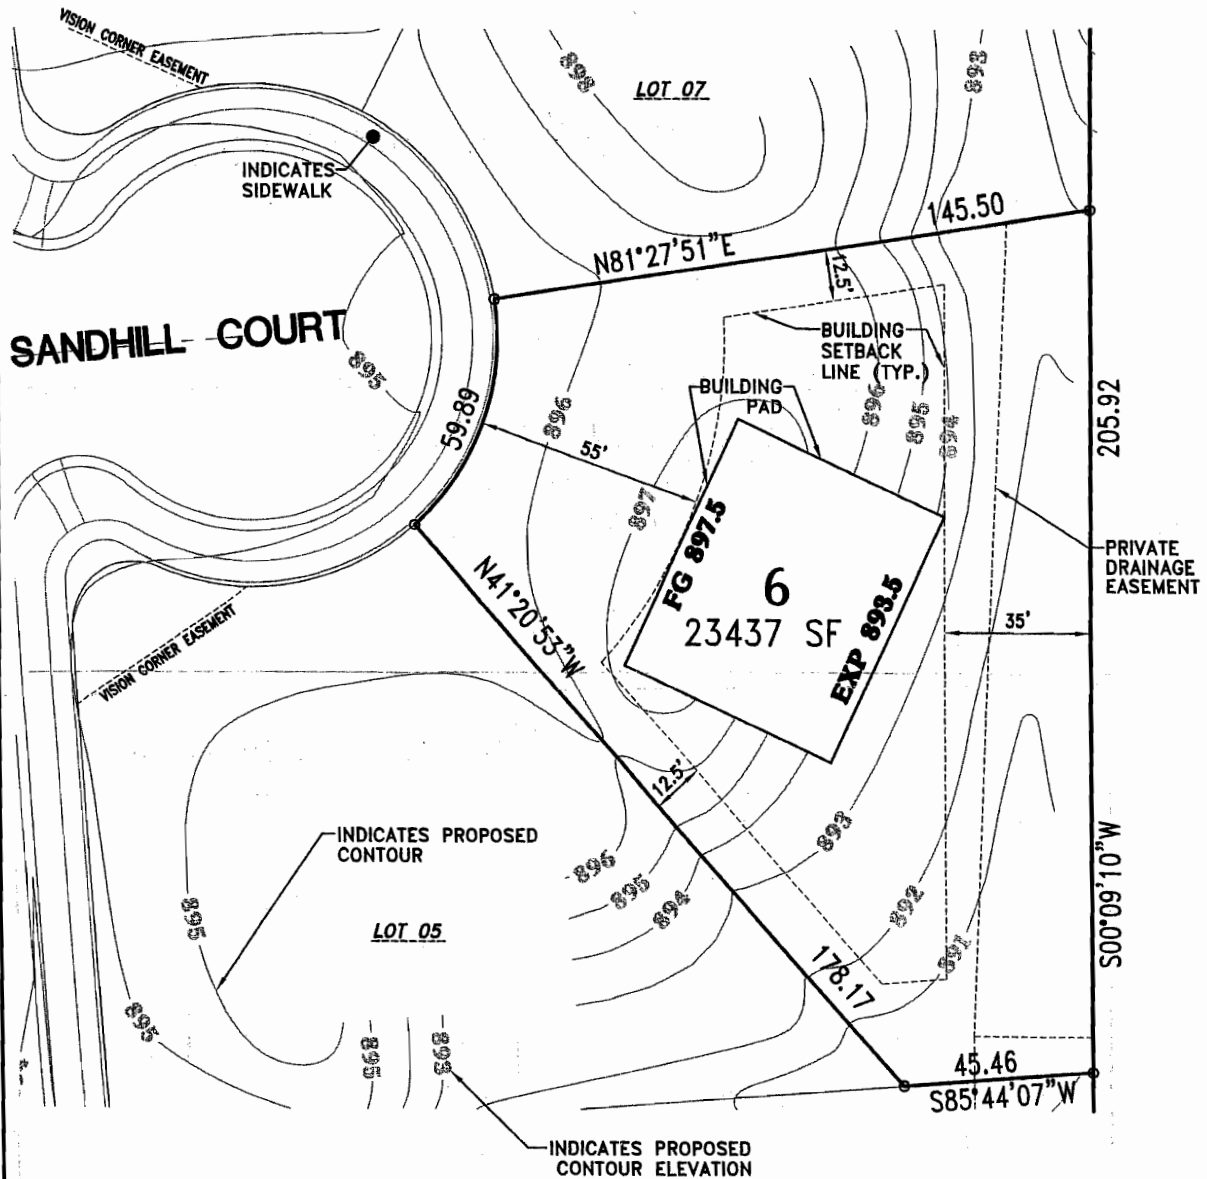 VISION CORNER EASEMENT
898
LOT 07
893
INDICATES
SIDEWALK
145.50
N81°27'51"E
12.5'
SANDHILL COURT
BUILDING
SETBACK
LINE (TYP.)
895
BUILDING
PAD
896
59.89
896
895
894
205.92
55'
897
FG 897.5
6
23437 SF
EXP 893.5
PRIVATE
DRAINAGE
EASEMENT
N41°20'53"W
35'
VISION CORNER EASEMENT
12.5'
INDICATES PROPOSED
CONTOUR
893
896
895
894
892
S00°09'10"W
895
LOT 05
891
178.17
895
895
893
45.46
S85°44'07"W
INDICATES PROPOSED
CONTOUR ELEVATION